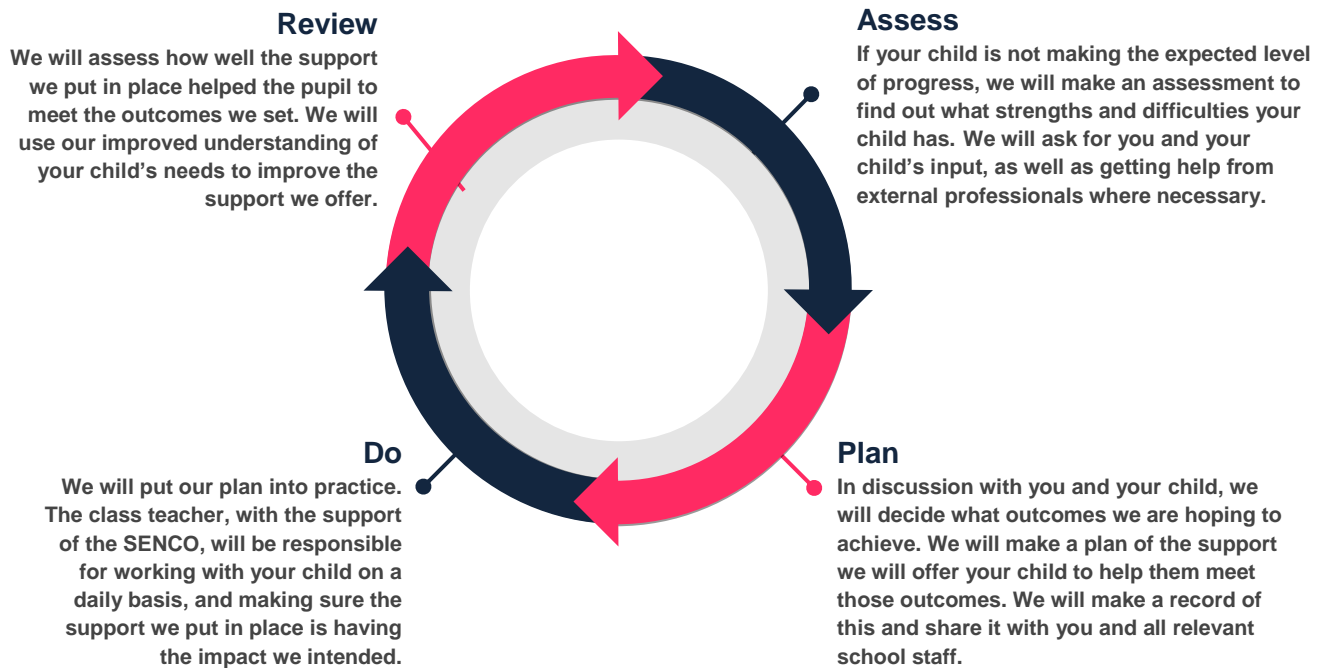 Review
We will assess how well the support
we put in place helped the pupil to
meet the outcomes we set. We will
use our improved understanding of
your child’s needs to improve the
support we offer.
Assess
If your child is not making the expected level
of progress, we will make an assessment to
find out what strengths and difficulties your
child has. We will ask for you and your
child’s input, as well as getting help from
external professionals where necessary.
Do
We will put our plan into practice.
The class teacher, with the support
of the SENCO, will be responsible
for working with your child on a
daily basis, and making sure the
support we put in place is having
the impact we intended.
Plan
In discussion with you and your child, we
will decide what outcomes we are hoping to
achieve. We will make a plan of the support
we will offer your child to help them meet
those outcomes. We will make a record of
this and share it with you and all relevant
school staff.